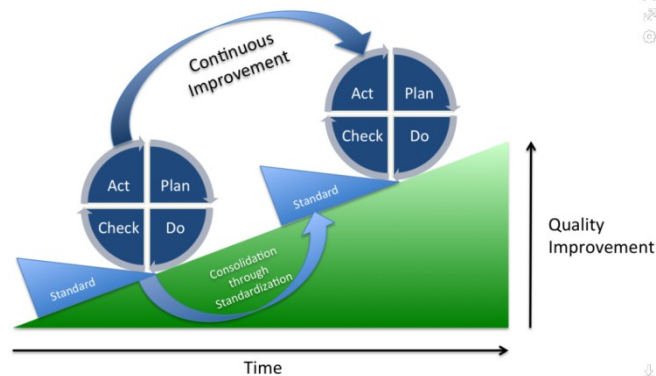 Continuous
Improvement
Act
Plan
Check
Do
Act
Plan
Check
Do
Standard
Standard
Consolidation
through
Standardization
Quality
Improvement
Time